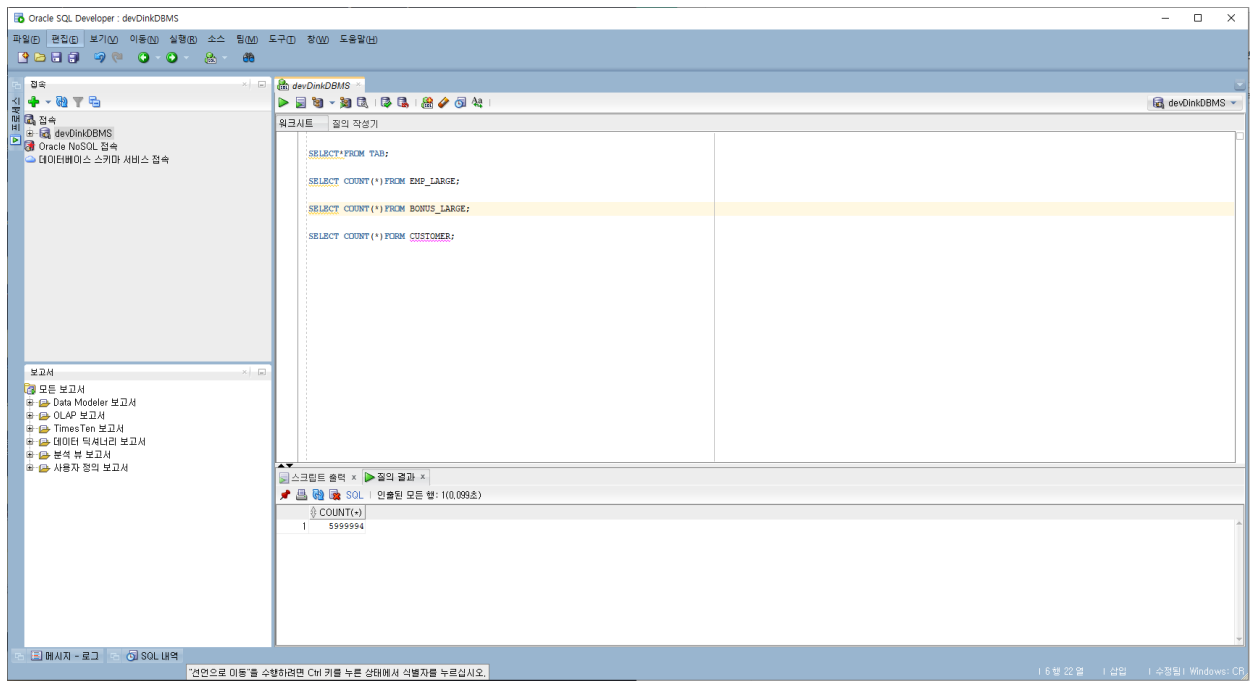 Oracle SQL Developer : devDinkDBMS
파일(F) 편집(E) 보기(V) 이동(N) 실행(R) 소스 팀(M) 도구(T) 창(W) 도움말(H)
접속
접속
devDinkDBMS
Oracle NoSQL 접속
데이터베이스 스키마 서비스 접속
devDinkDBMS
devDinkDBMS
워크시트 질의 작성기
SELECT*FROM TAB;
SELECT COUNT(*)FROM EMP_LARGE;
SELECT COUNT(*)FROM BONUS_LARGE;
SELECT COUNT(*)FORM CUSTOMER;
보고서
모든 보고서
Data Modeler 보고서
OLAP 보고서
TimesTen 보고서
데이터 딕셔너리 보고서
분석 뷰 보고서
사용자 정의 보고서
스크립트 출력 × 질의 결과 ×
SQL | 인출된 모든 행: 1(0,099초)
COUNT(*)
1 5999994
메시지 - 로그 SQL 내역
"선언으로 이동"을 수행하려면 Ctrl 키를 누른 상태에서 식별자를 누르십시오.
| 6 행 22 열 | 삽입 | 수정됨 | Windows: CR